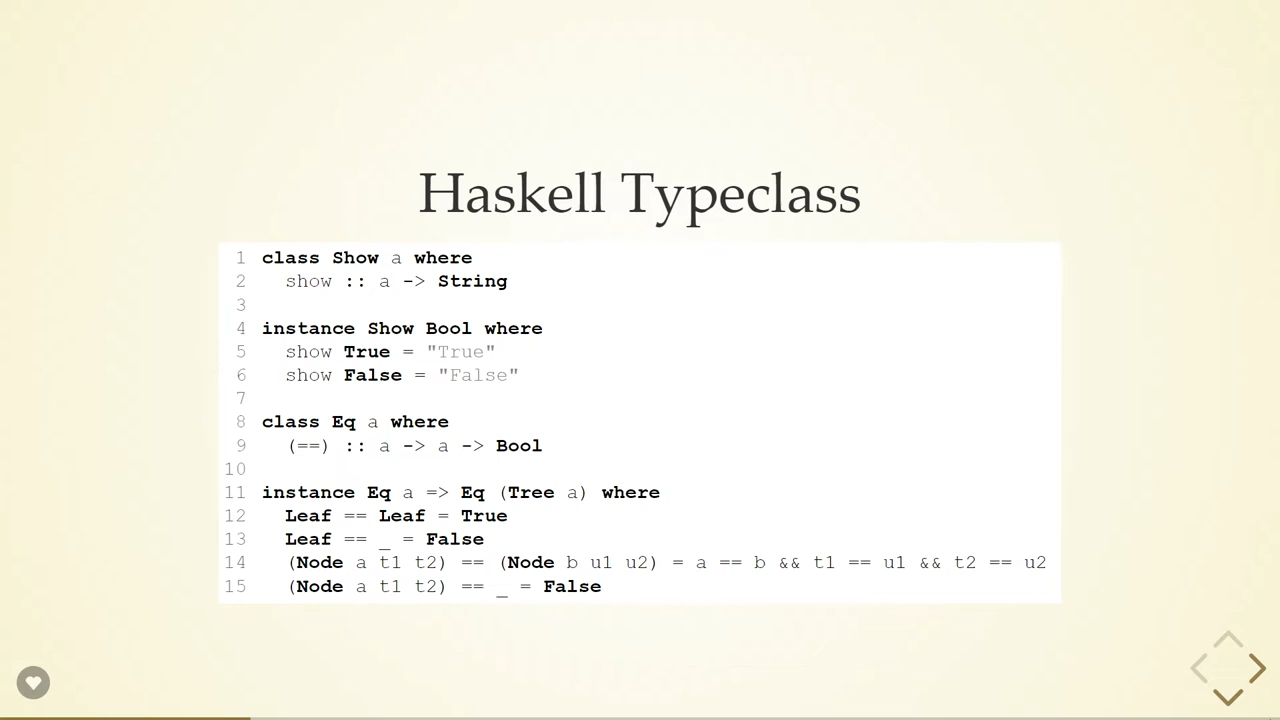 Haskell Typeclass
1 class Show a where
2   show :: a -> String
3
4 instance Show Bool where
5   show True = "True"
6   show False = "False"
7
8 class Eq a where
9   (==) :: a -> a -> Bool
10
11 instance Eq a => Eq (Tree a) where
12   Leaf == Leaf = True
13   Leaf == _ = False
14   (Node a t1 t2) == (Node b u1 u2) = a == b && t1 == u1 && t2 == u2
15   (Node a t1 t2) == _ = False